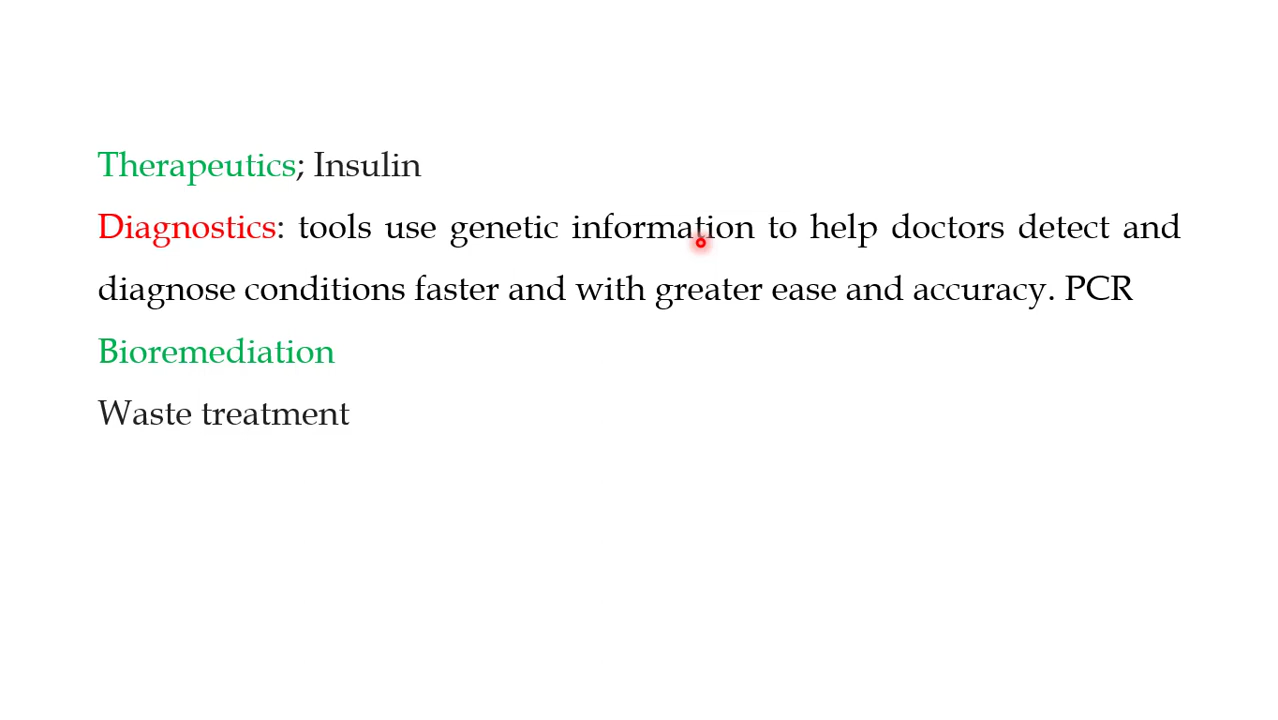 Therapeutics; Insulin
Diagnostics: tools use genetic information to help doctors detect and
diagnose conditions faster and with greater ease and accuracy. PCR
Bioremediation
Waste treatment